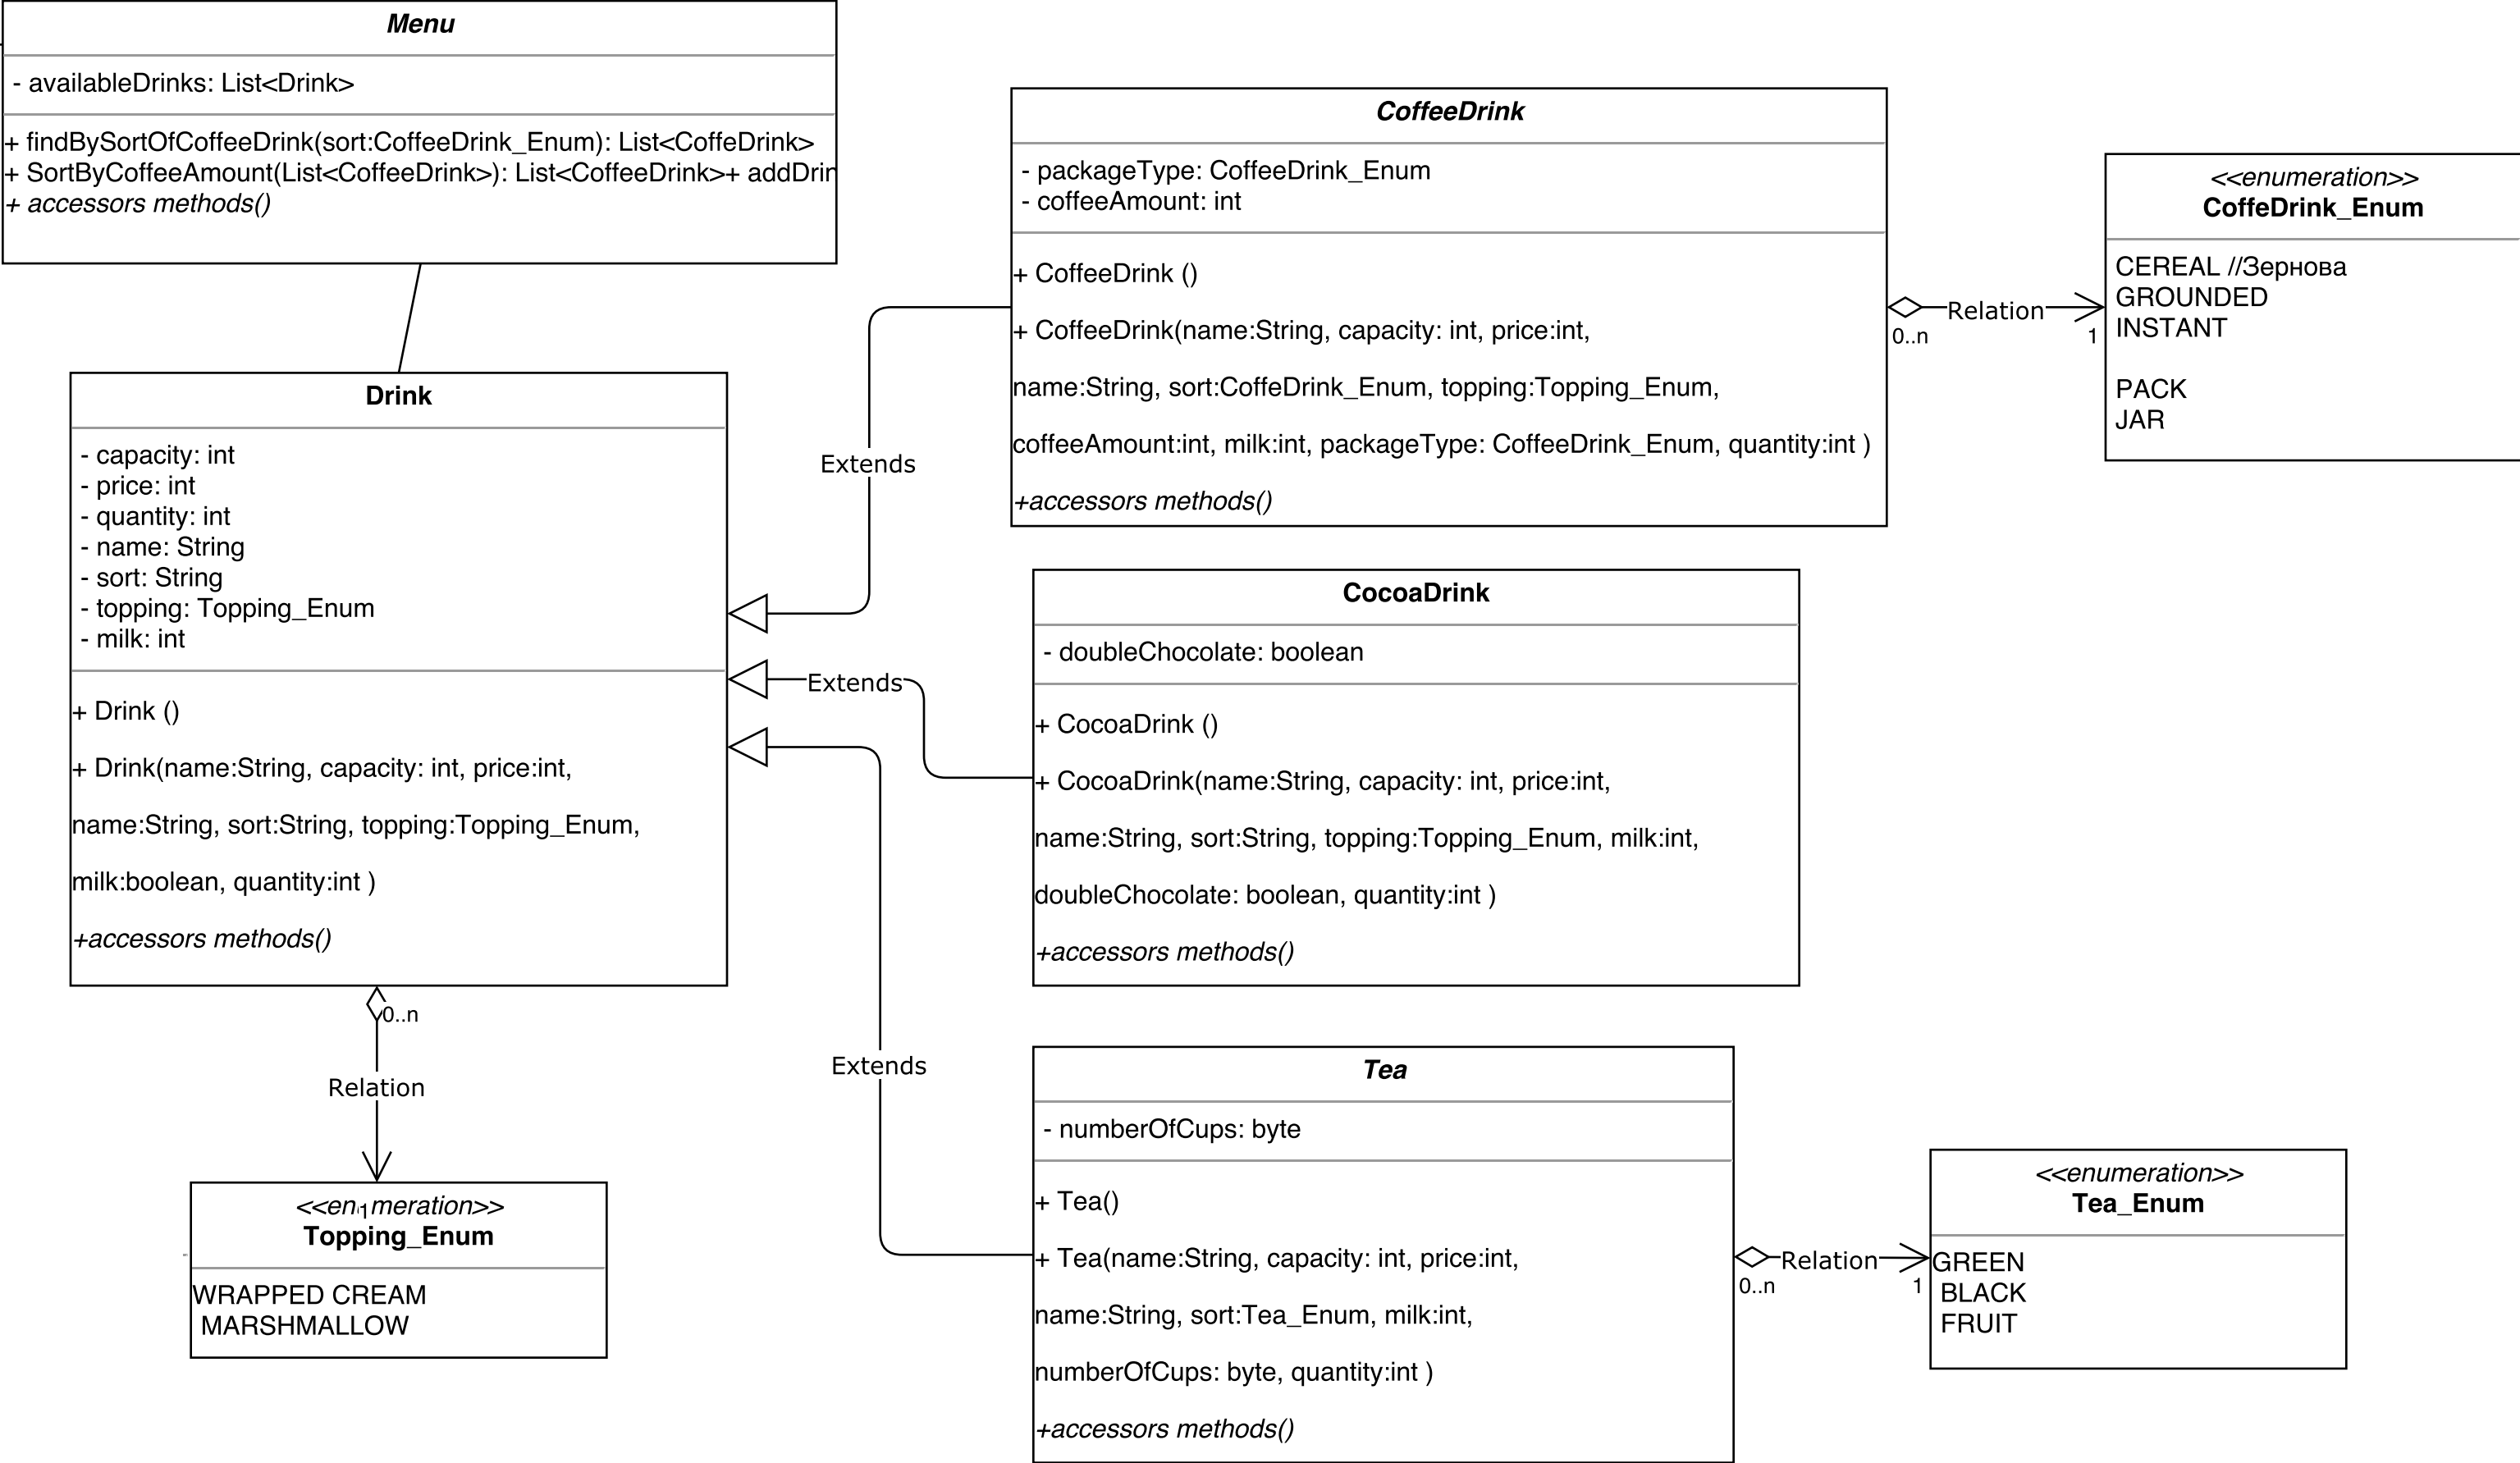 Menu
- availableDrinks: List<Drink>
+ findBySortOfCoffeeDrink(sort:CoffeeDrink_Enum): List<CoffeDrink>
+ SortByCoffeeAmount(List<CoffeeDrink>): List<CoffeeDrink>+
+ accessors methods()
Drink
- capacity: int
- price: int
- quantity: int
- name: String
- sort: String
- topping: Topping_Enum
- milk: int
+ Drink ()
+ Drink(name:String, capacity: int, price:int,
name:String, sort:String, topping:Topping_Enum,
milk:boolean, quantity:int )
+accessors methods()
0..n
Relation
1
Topping_Enum
WRAPPED CREAM
MARSHMALLOW
Extends
Extends
Extends
CoffeeDrink
- packageType: CoffeeDrink_Enum
- coffeeAmount: int
+ CoffeeDrink ()
+ CoffeeDrink(name:String, capacity: int, price:int,
name:String, sort:CoffeDrink_Enum, topping:Topping_Enum,
coffeeAmount:int, milk:int, packageType: CoffeeDrink_Enum, quantity:int )
+accessors methods()
0..n
Relation
1
<<enumeration>>
CoffeDrink_Enum
CEREAL //Зернова
GROUNDED
INSTANT
PACK
JAR
CocoaDrink
- doubleChocolate: boolean
+ CocoaDrink ()
+ CocoaDrink(name:String, capacity: int, price:int,
name:String, sort:String, topping:Topping_Enum, milk:int,
doubleChocolate: boolean, quantity:int )
+accessors methods()
Tea
- numberOfCups: byte
+ Tea()
+ Tea(name:String, capacity: int, price:int,
name:String, sort:Tea_Enum, milk:int,
numberOfCups: byte, quantity:int )
+accessors methods()
0..n
Relation
1
<<enumeration>>
Tea_Enum
GREEN
BLACK
FRUIT